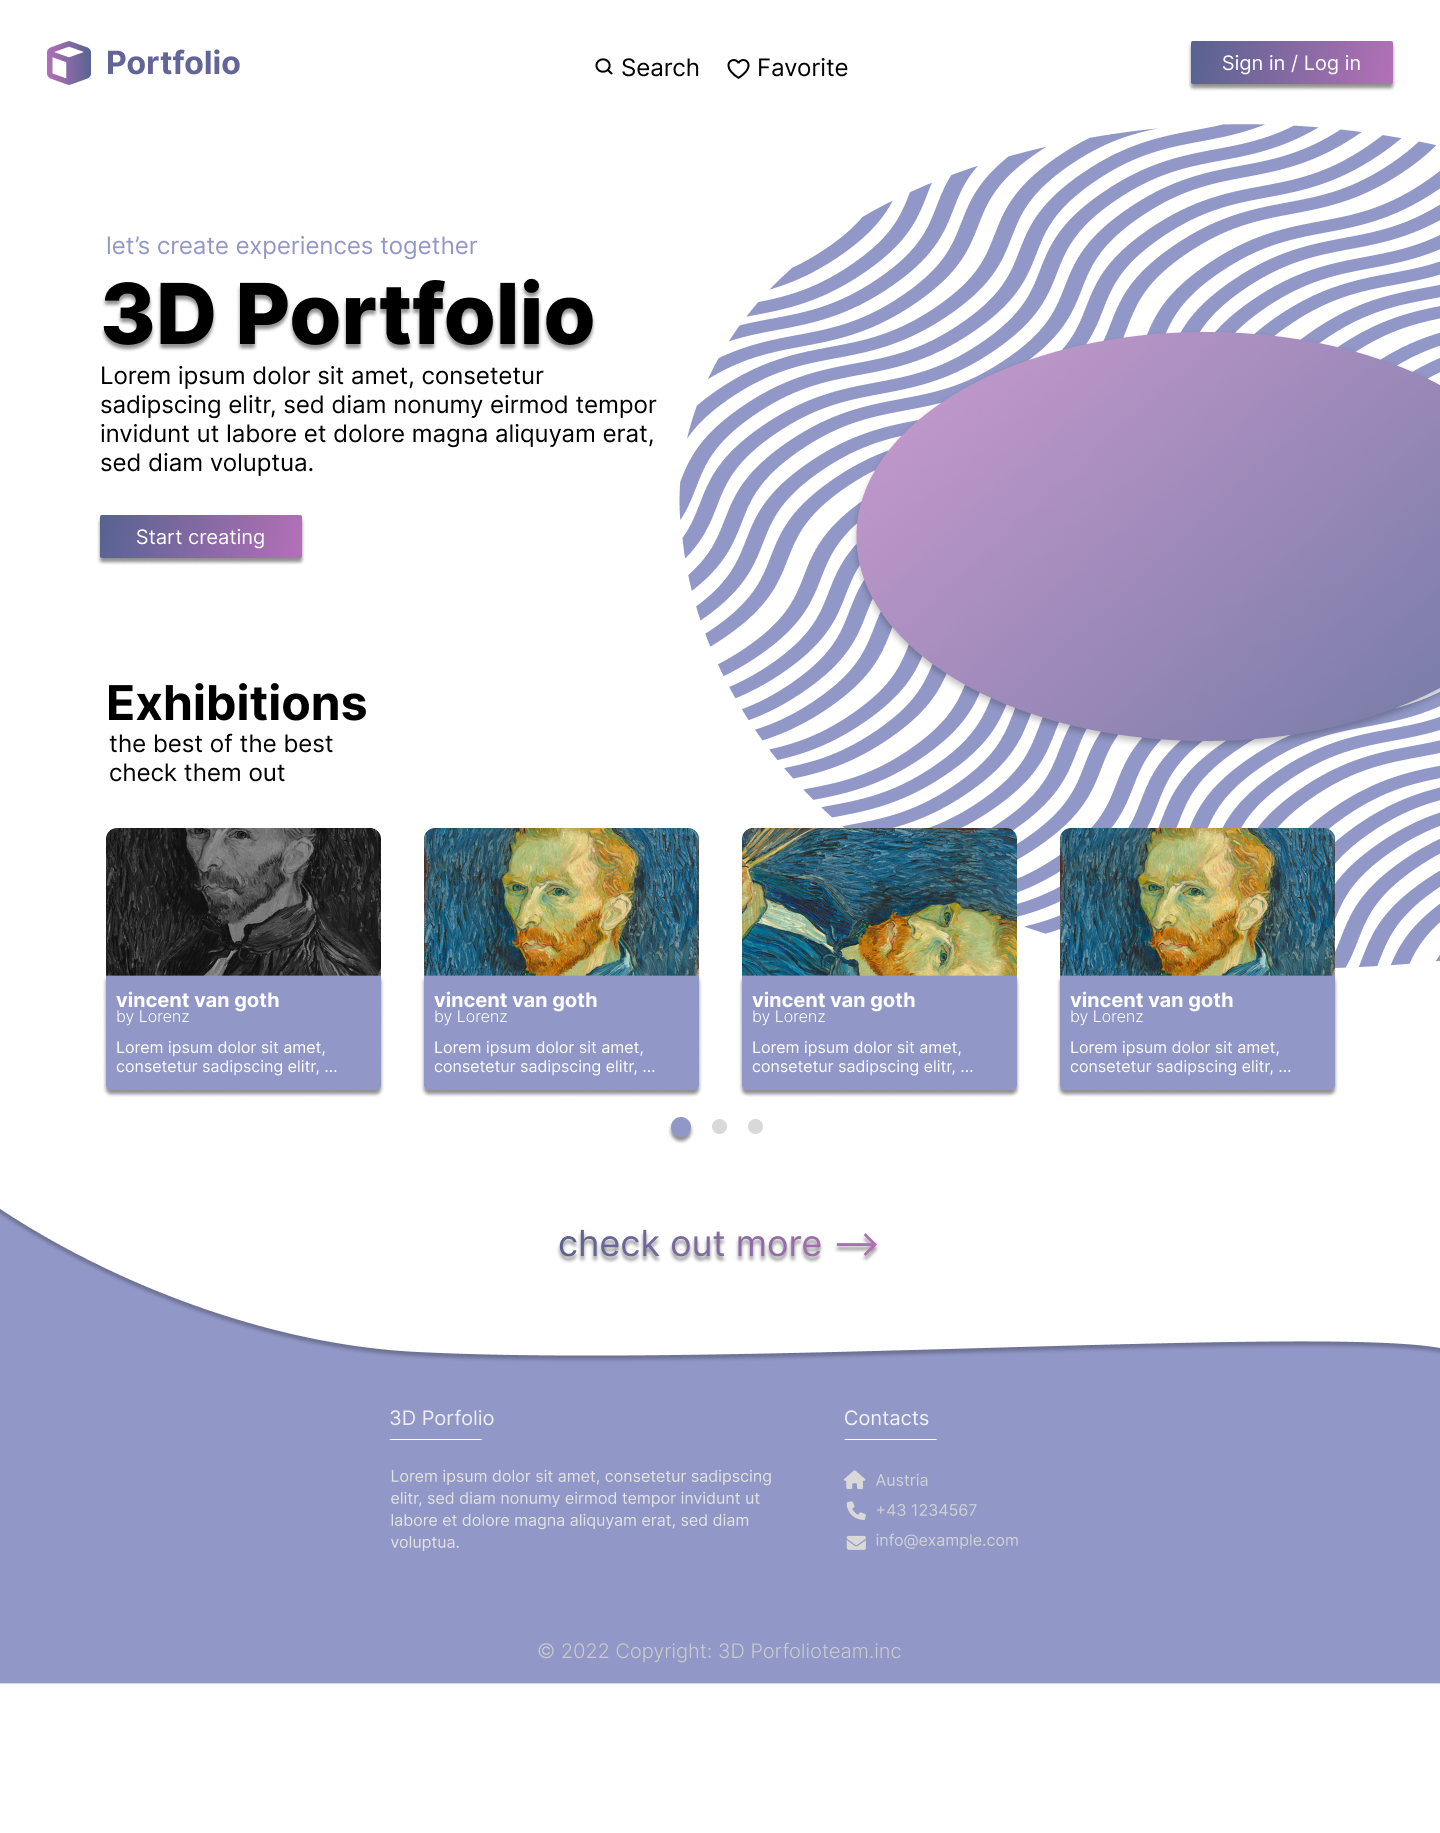 Portfolio
Search
Favorite
Sign in / Log in
let’s create experiences together
3D Portfolio
Lorem ipsum dolor sit amet, consetetur
sadipscing elitr, sed diam nonumy eirmod tempor
invidunt ut labore et dolore magna aliquyam erat,
sed diam voluptua.
Start creating
Exhibitions
the best of the best
check them out
vincent van goth
by Lorenz
Lorem ipsum dolor sit amet,
consetetur sadipscing elitr, ...
vincent van goth
by Lorenz
Lorem ipsum dolor sit amet,
consetetur sadipscing elitr, ...
vincent van goth
by Lorenz
Lorem ipsum dolor sit amet,
consetetur sadipscing elitr, ...
vincent van goth
by Lorenz
Lorem ipsum dolor sit amet,
consetetur sadipscing elitr, ...
check out more
3D Porfolio
Lorem ipsum dolor sit amet, consetetur sadipscing
elitr, sed diam nonumy eirmod tempor invidunt ut
labore et dolore magna aliquyam erat, sed diam
voluptua.
Contacts
Austria
+43 1234567
info@example.com
© 2022 Copyright: 3D Porfolioteam.inc